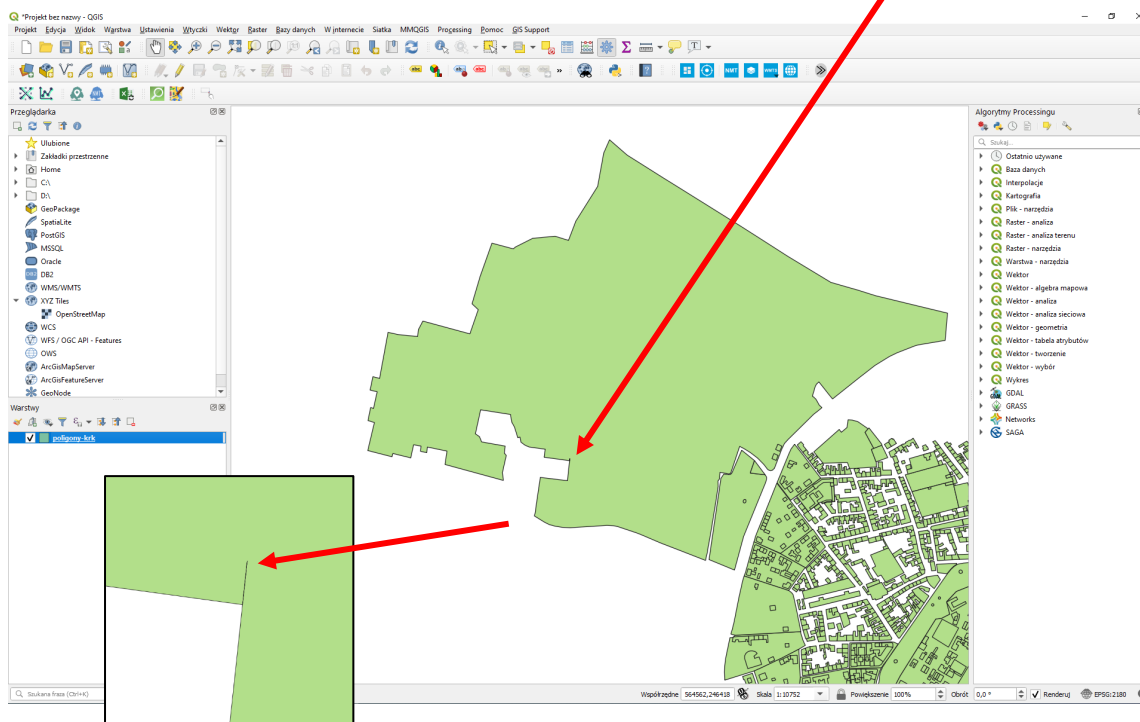 *Projekt bez nazwy - QGIS
Projekt Edycja Widok Warstwa Ustawienia Wtyczki Wektor Raster Bazy danych W internecie Siatka MMQGIS Processing Pomoc GIS Support
abc abc abc
NMT WMTS
Przeglądarka
Ulubione
Zakładki przestrzenne
Home
C:\
D:\
GeoPackage
SpatiaLite
PostGIS
MSSQL
Oracle
DB2
WMS/WMTS
XYZ Tiles
OpenStreetMap
WCS
WFS / OGC API - Features
OWS
ArcGisMapServer
ArcGisFeatureServer
GeoNode
Warstwy
poligony-krk
Algorytmy Processingu
Szukaj...
Ostatnio używane
Baza danych
Interpolacje
Kartografia
Plik - narzędzia
Raster - analiza
Raster - analiza terenu
Raster - narzędzia
Warstwa - narzędzia
Wektor
Wektor - algebra mapowa
Wektor - analiza
Wektor - analiza sieciowa
Wektor - geometria
Wektor - tabela atrybutów
Wektor - tworzenie
Wektor - wybór
Wykres
GDAL
GRASS
Networks
SAGA
Szukana fraza (Ctrl+K)
Współrzędne 564562,246418 Skala 1:10752 Powiększenie 100% Obrót 0,0 ° Renderuj EPSG:2180